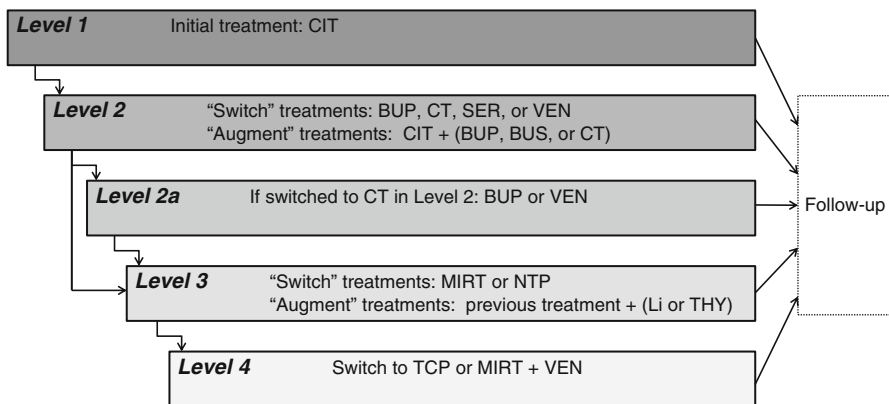 Level 1 Initial treatment: CIT
Level 2 “Switch” treatments: BUP, CT, SER, or VEN
“Augment” treatments: CIT + (BUP, BUS, or CT)
Level 2a If switched to CT in Level 2: BUP or VEN
Follow-up
Level 3 “Switch” treatments: MIRT or NTP
“Augment” treatments: previous treatment + (Li or THY)
Level 4 Switch to TCP or MIRT + VEN